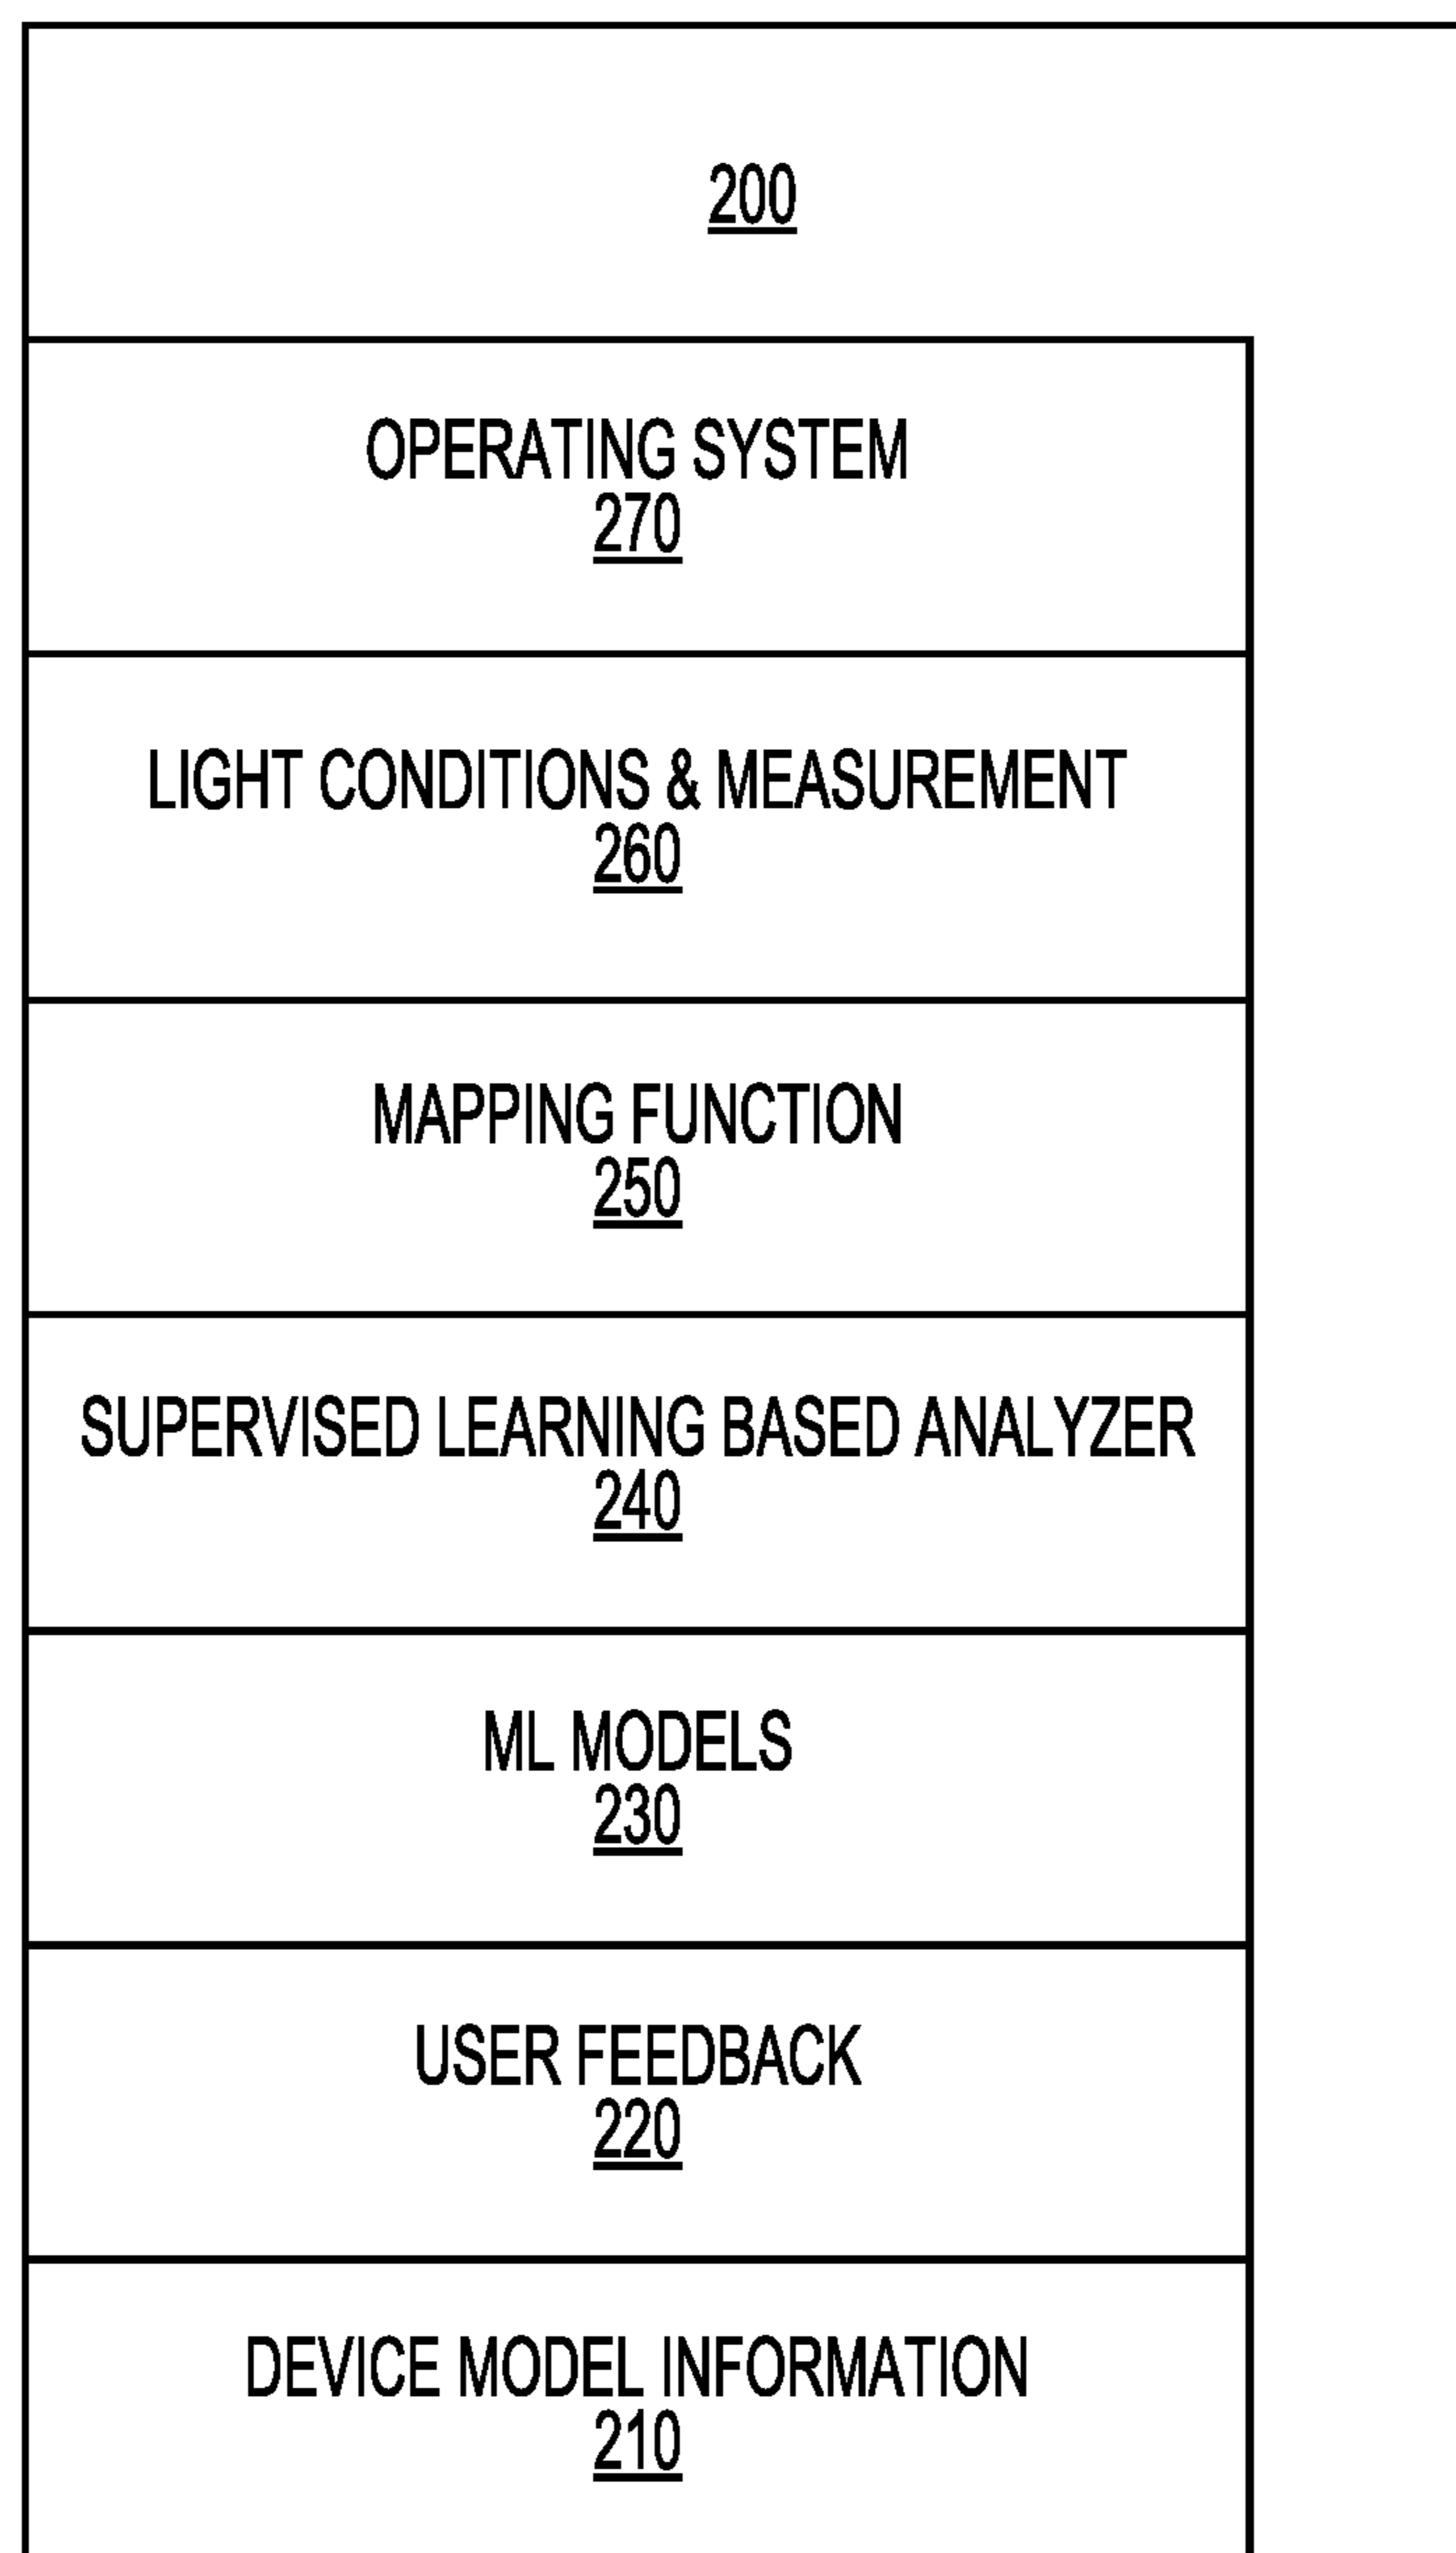 200
OPERATING SYSTEM
270
LIGHT CONDITIONS & MEASUREMENT
260
MAPPING FUNCTION
250
SUPERVISED LEARNING BASED ANALYZER
240
ML MODELS
230
USER FEEDBACK
220
DEVICE MODEL INFORMATION
210